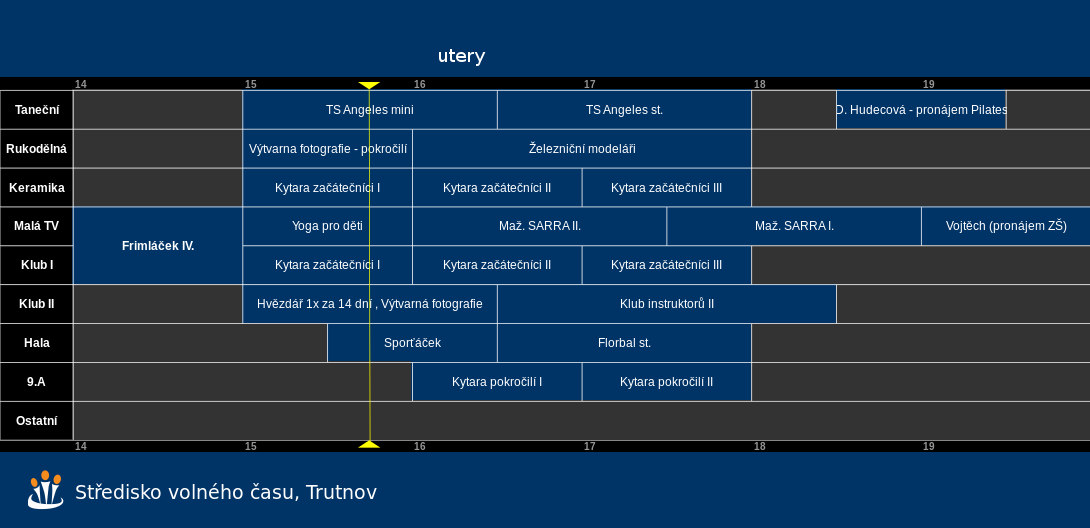 utery
14 15 16 17 18 19
Taneční TS Angeles mini TS Angeles st. D. Hudecová - pronájem Pilates
Rukodělná Výtvarna fotografie - pokročilí Železniční modeláři
Keramika Kytara začátečníci I Kytara začátečníci II Kytara začátečníci III
Malá TV Yoga pro děti Maž. SARRA II. Maž. SARRA I. Vojtěch (pronájem ZŠ)
Frimláček IV.
Klub I Kytara začátečníci I Kytara začátečníci II Kytara začátečníci III
Klub II Hvězdář 1x za 14 dní , Výtvarná fotografie Klub instruktorů II
Hala Sporťáček Florbal st.
9.A Kytara pokročilí I Kytara pokročilí II
Ostatní
14 15 16 17 18 19
Středisko volného času, Trutnov